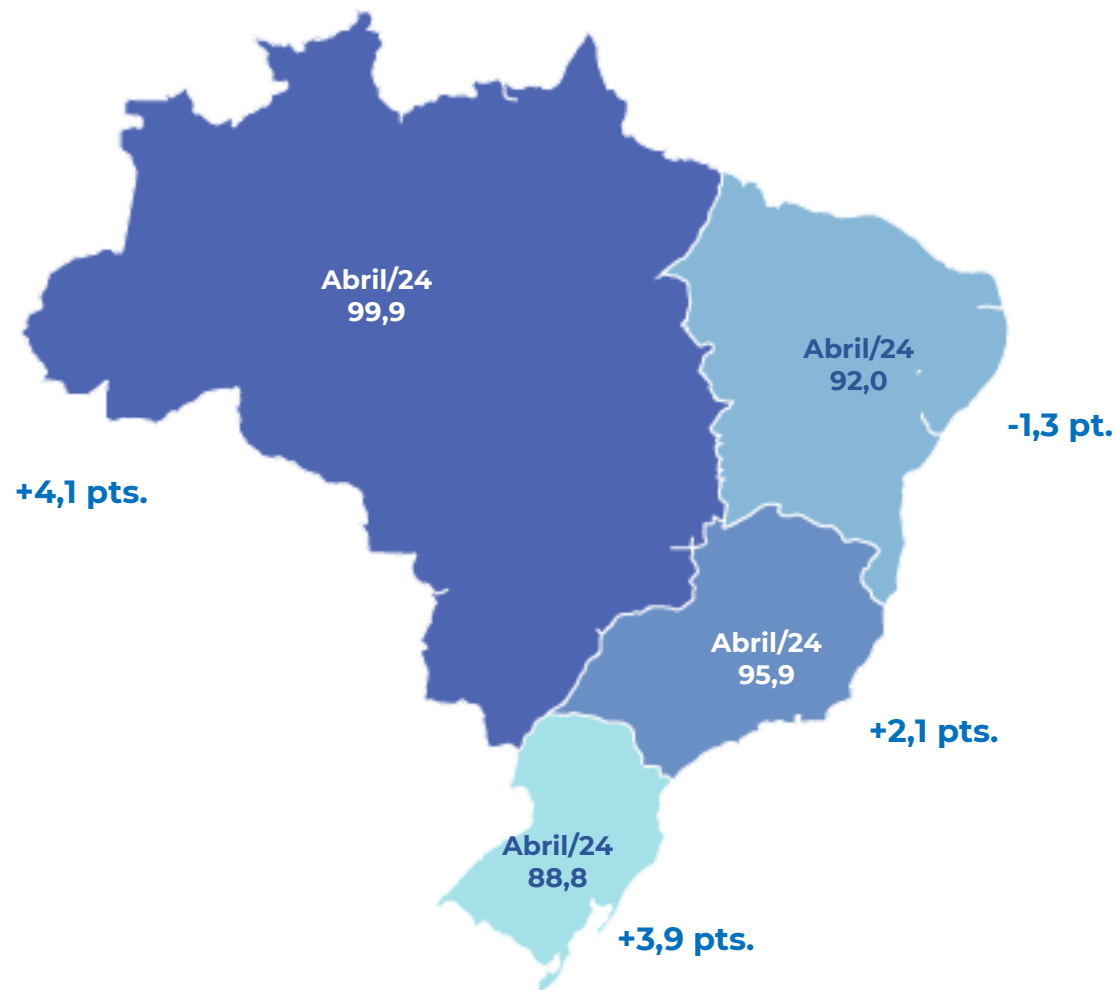 Abril/24
99,9
Abril/24
92,0
-1,3 pt.
+4,1 pts.
Abril/24
95,9
+2,1 pts.
Abril/24
88,8
+3,9 pts.